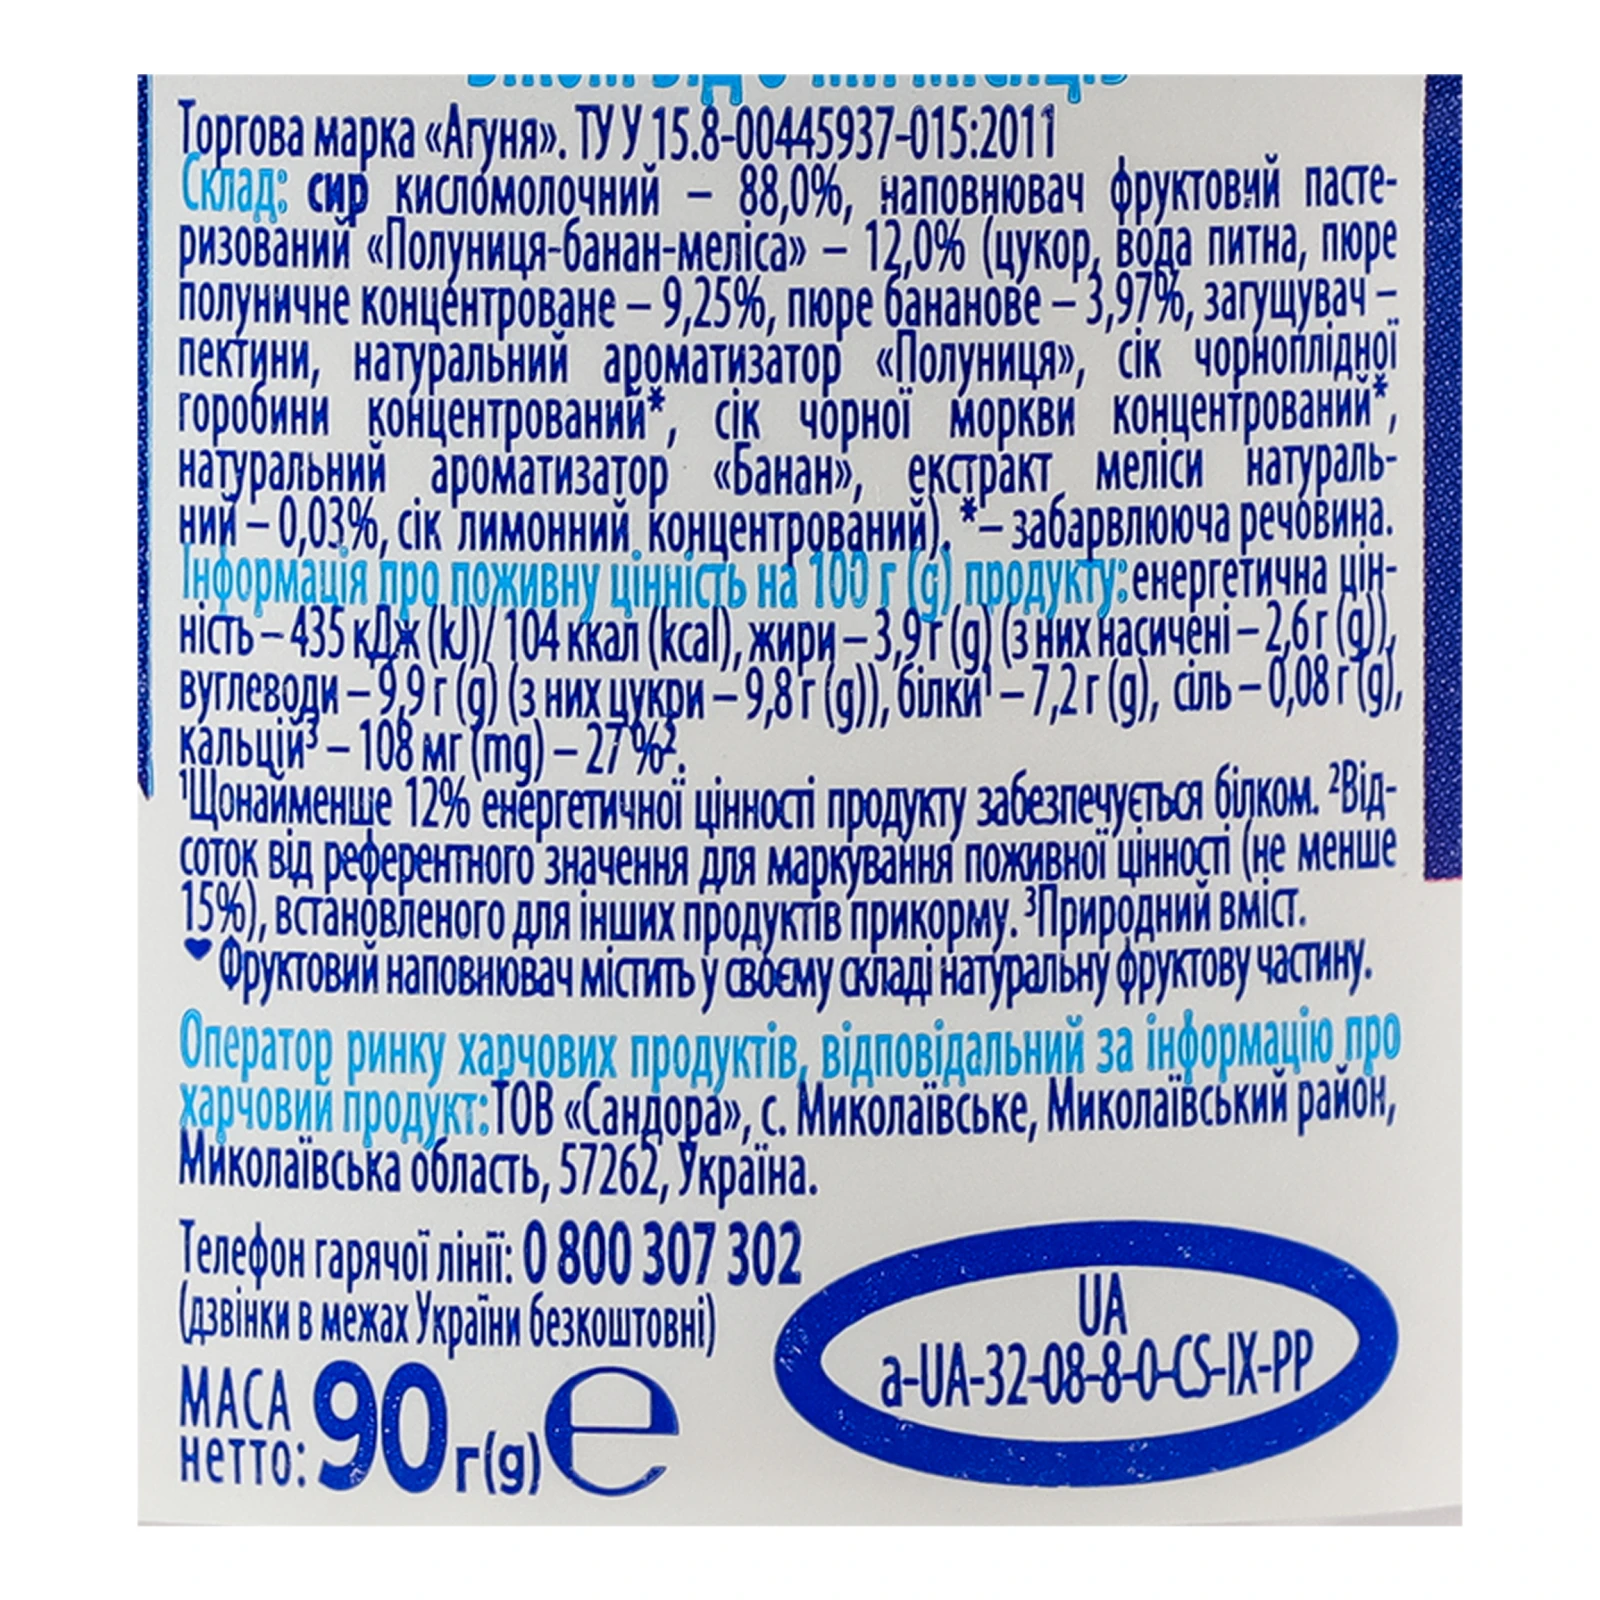 Торгова марка «Агуня». ТУ У 15.8-00445937-015:2011
Склад: сир кисломолочний – 88,0%, наповнювач фруктовий пасте-
ризований «Полуниця-банан-меліса» – 12,0% (цукор, вода питна, пюре
полуничне концентроване – 9,25%, пюре бананове – 3,97%, загущувач –
пектини, натуральний ароматизатор «Полуниця», сік чорноплідної
горобини концентрований*, сік чорної моркви концентрований*,
натуральний ароматизатор «Банан», екстракт меліси натураль-
ний – 0,03%, сік лимонний концентрований). *– забарвлююча речовина.
Інформація про поживну цінність на 100 г (g) продукту: енергетична цін-
ність – 435 кДж (kJ)/ 104 ккал (kcal), жири – 3,9 г (g) (з них насичені – 2,6 г (g)),
вуглеводи – 9,9 г (g) (з них цукри – 9,8 г (g)), білки¹ – 7,2 г (g), сіль – 0,08 г (g),
кальцій³ – 108 мг (mg) – 27 %².
¹Щонайменше 12% енергетичної цінності продукту забезпечується білком. ²Від-
соток від референтного значення для маркування поживної цінності (не менше
15%), встановленого для інших продуктів прикорму. ³Природний вміст.
♥ Фруктовий наповнювач містить у своєму складі натуральну фруктову частину.
Оператор ринку харчових продуктів, відповідальний за інформацію про
харчовий продукт: ТОВ «Сандора», с. Миколаївське, Миколаївський район,
Миколаївська область, 57262, Україна.
Телефон гарячої лінії: 0 800 307 302
(дзвінки в межах України безкоштовні)
МАСА
НЕТТО: 90 г(g) e
UA
a-UA-32-08-8-0-CS-IX-PP